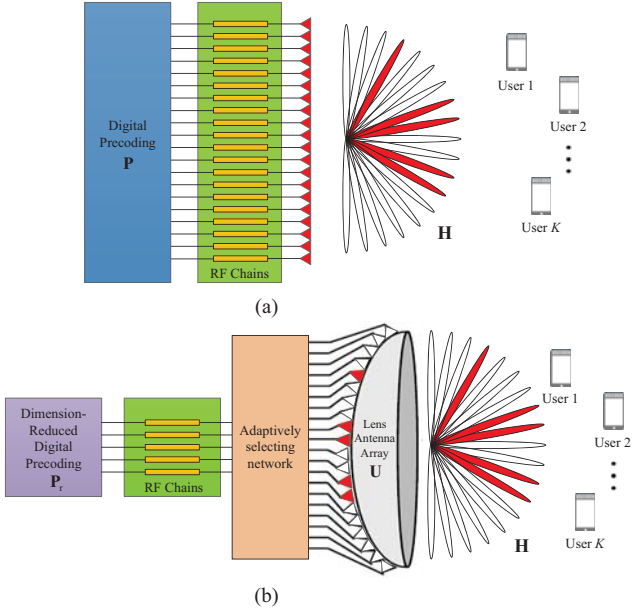 Digital
Precoding
P
RF Chains
H
User 1
User 2
User K
(a)
Dimension-
Reduced
Digital
Precoding
Pr
RF Chains
Adaptively
selecting
network
Lens
Antenna
Array
U
H
User 1
User 2
User K
(b)